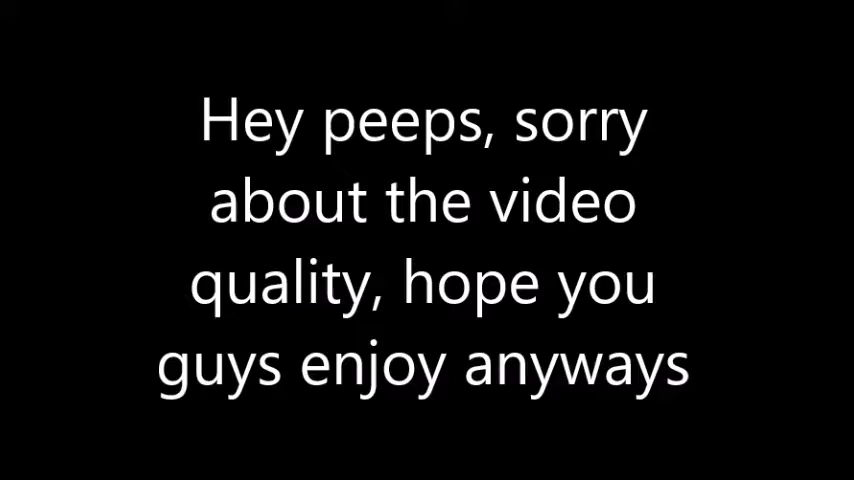 Hey peeps, sorry
about the video
quality, hope you
guys enjoy anyways